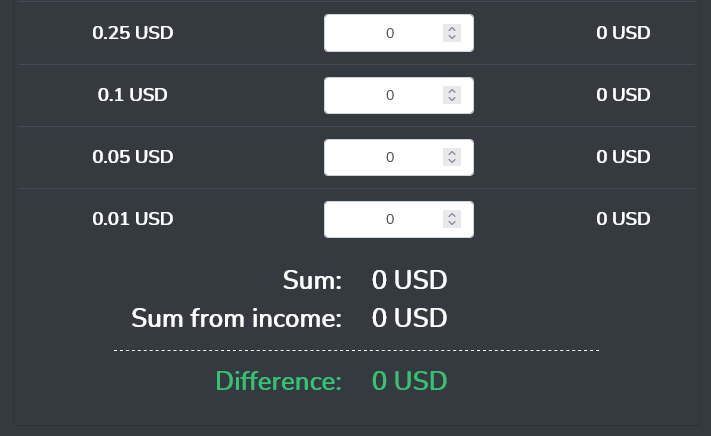 0.25 USD 0 0 USD
0.1 USD 0 0 USD
0.05 USD 0 0 USD
0.01 USD 0 0 USD
Sum: 0 USD
Sum from income: 0 USD
Difference: 0 USD